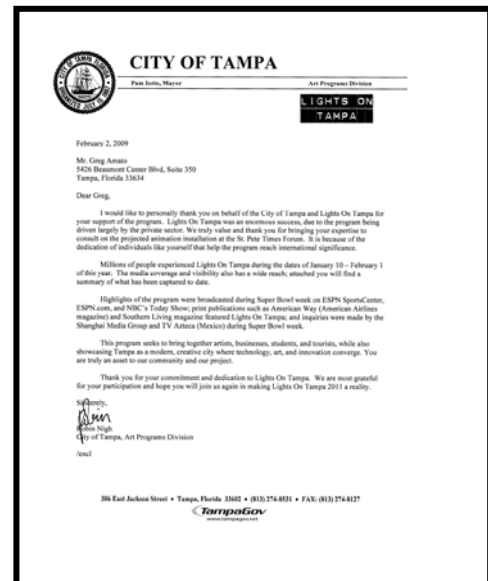 CITY OF TAMPA
Pam Iorio, Mayor
Art Programs Division
LIGHTS ON
TAMPA
February 2, 2009
Mr. Greg Amato
5426 Beaumont Center Blvd, Suite 350
Tampa, Florida 33634
Dear Greg,
I would like to personally thank you on behalf of the City of Tampa and Lights On Tampa for
your support of the program. Lights On Tampa was an enormous success, due to the program being
driven largely by the private sector. We truly value and thank you for bringing your expertise to
consult on the projected animation installation at the St. Pete Times Forum. It is because of the
dedication of individuals like yourself that help the program reach international significance.
Millions of people experienced Lights On Tampa during the dates of January 10 – February 1
of this year. The media coverage and visibility also has a wide reach; attached you will find a
summary of what has been captured to date.
Highlights of the program were broadcasted during Super Bowl week on ESPN SportsCenter,
ESPN.com, and NBC's Today Show; print publications such as American Way (American Airlines
magazine) and Southern Living magazine featured Lights On Tampa; and inquiries were made by the
Shanghai Media Group and TV Azteca (Mexico) during Super Bowl week.
This program seeks to bring together artists, businesses, students, and tourists, while also
showcasing Tampa as a modern, creative city where technology, art, and innovation converge. You
are truly an asset to our community and our project.
Thank you for your commitment and dedication to Lights On Tampa. We are most grateful
for your participation and hope you will join us again in making Lights On Tampa 2011 a reality.
Sincerely,
Robin
Robin Nigh
City of Tampa, Art Programs Division
/encl
306 East Jackson Street • Tampa, Florida 33602 • (813) 274-8531 • FAX: (813) 274-8127
TampaGov
www.tampagov.net